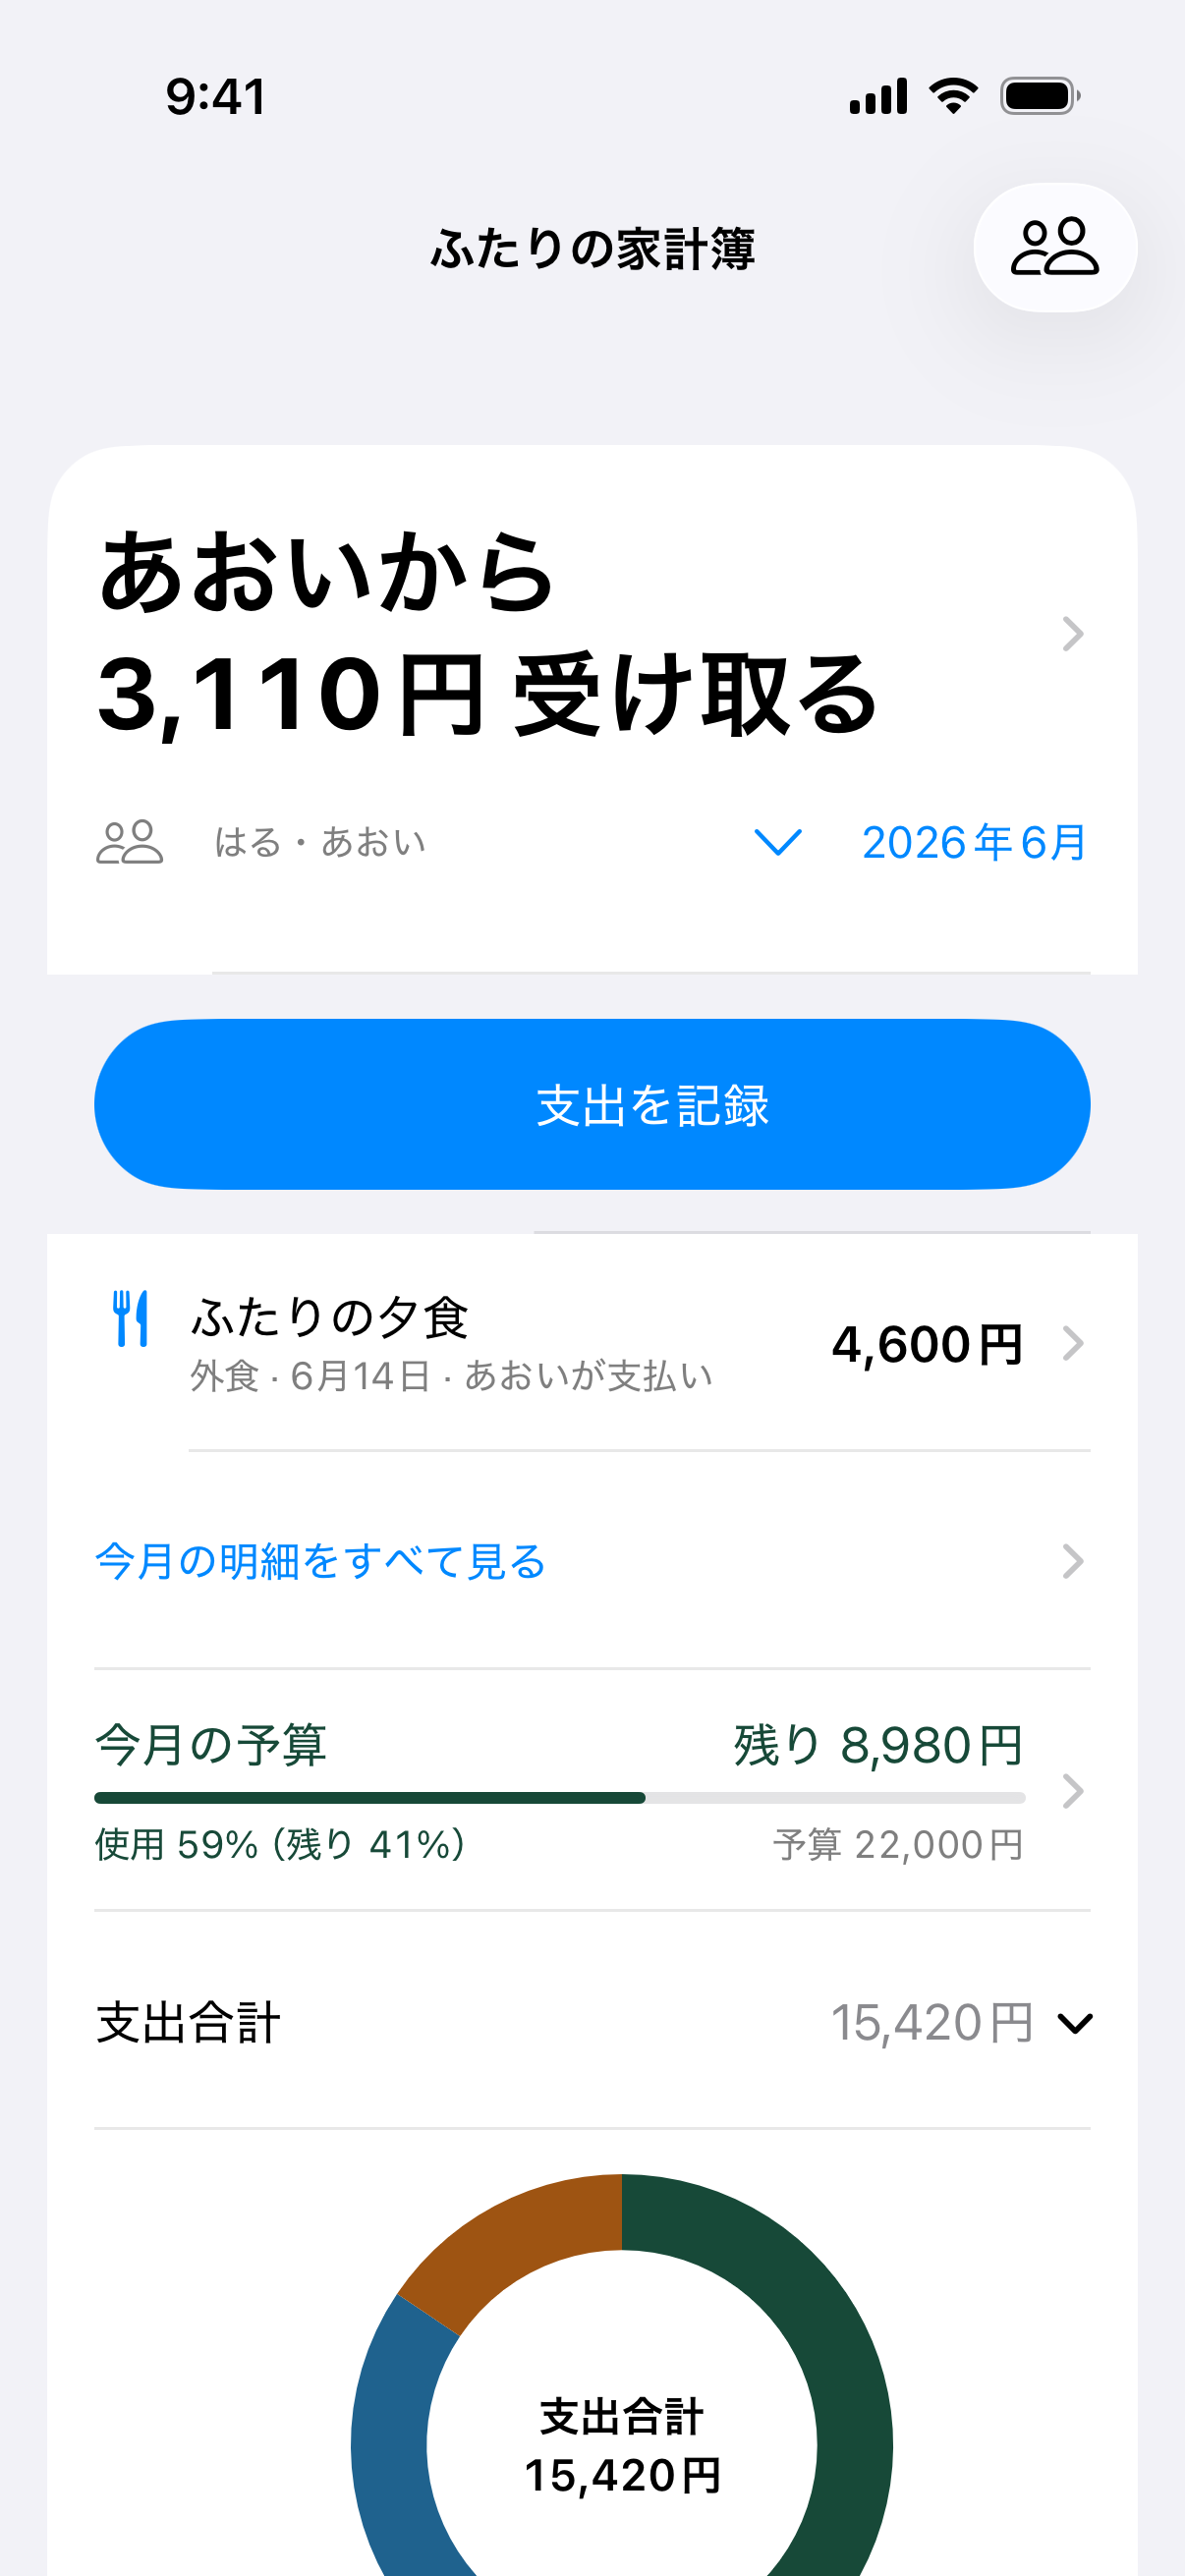 9:41
ふたりの家計簿
あおいから
3,110円 受け取る
はる・あおい
2026年6月
支出を記録
ふたりの夕食
4,600円
外食 · 6月14日 · あおいが支払い
今月の明細をすべて見る
今月の予算
残り 8,980円
使用 59% (残り 41%)
予算 22,000円
支出合計
15,420円
支出合計
15,420円